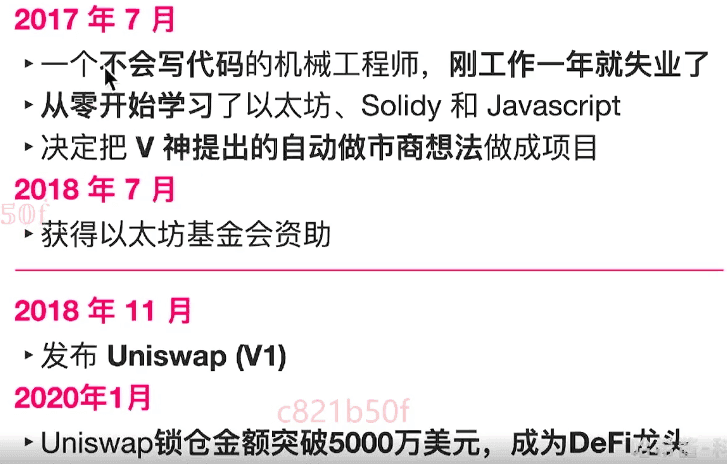 2017 年 7 月
‣一个不会写代码的机械工程师，刚工作一年就失业了
‣从零开始学习了以太坊、Solidy 和 Javascript
‣决定把 V 神提出的自动做市商想法做成项目
2018 年 7 月
50f
‣获得以太坊基金会资助
2018 年 11 月
‣发布 Uniswap (V1)
2020年1月
c821b50f
‣Uniswap锁仓金额突破5000万美元，成为DeFi龙头